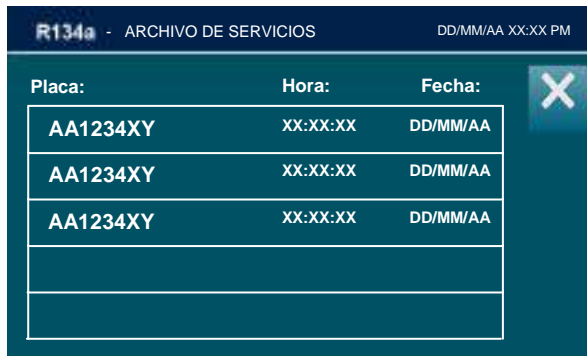 R134a - ARCHIVO DE SERVICIOS DD/MM/AA XX:XX PM
Placa: Hora: Fecha:
AA1234XY XX:XX:XX DD/MM/AA
AA1234XY XX:XX:XX DD/MM/AA
AA1234XY XX:XX:XX DD/MM/AA